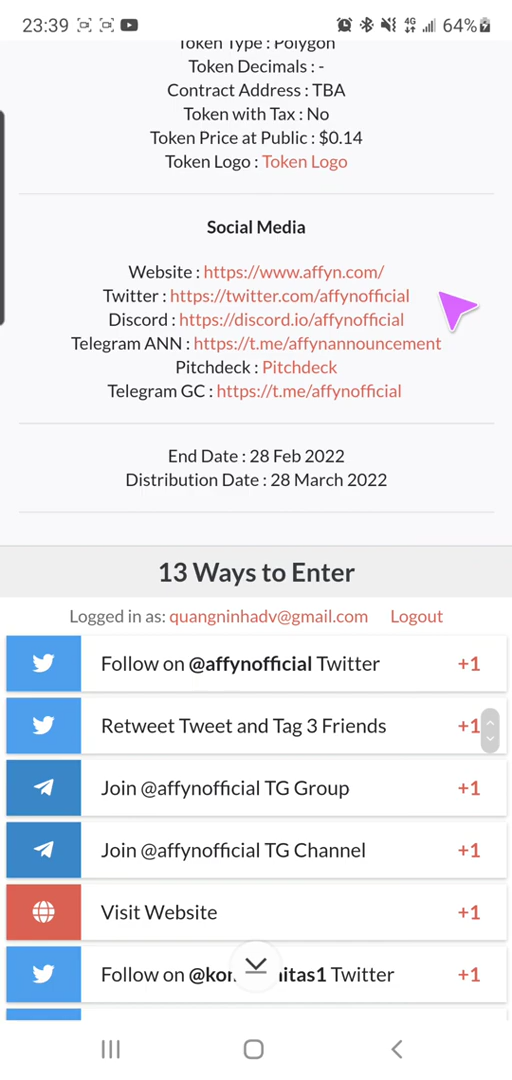 23:39 4G 64%
Token Type : Polygon
Token Decimals : -
Contract Address : TBA
Token with Tax : No
Token Price at Public : $0.14
Token Logo : Token Logo
Social Media
Website : https://www.affyn.com/
Twitter : https://twitter.com/affynofficial
Discord : https://discord.io/affynofficial
Telegram ANN : https://t.me/affynannouncement
Pitchdeck : Pitchdeck
Telegram GC : https://t.me/affynofficial
End Date : 28 Feb 2022
Distribution Date : 28 March 2022
13 Ways to Enter
Logged in as: quangninhadv@gmail.com Logout
Follow on @affynofficial Twitter +1
Retweet Tweet and Tag 3 Friends +1
Join @affynofficial TG Group +1
Join @affynofficial TG Channel +1
Visit Website +1
Follow on Twitter +1